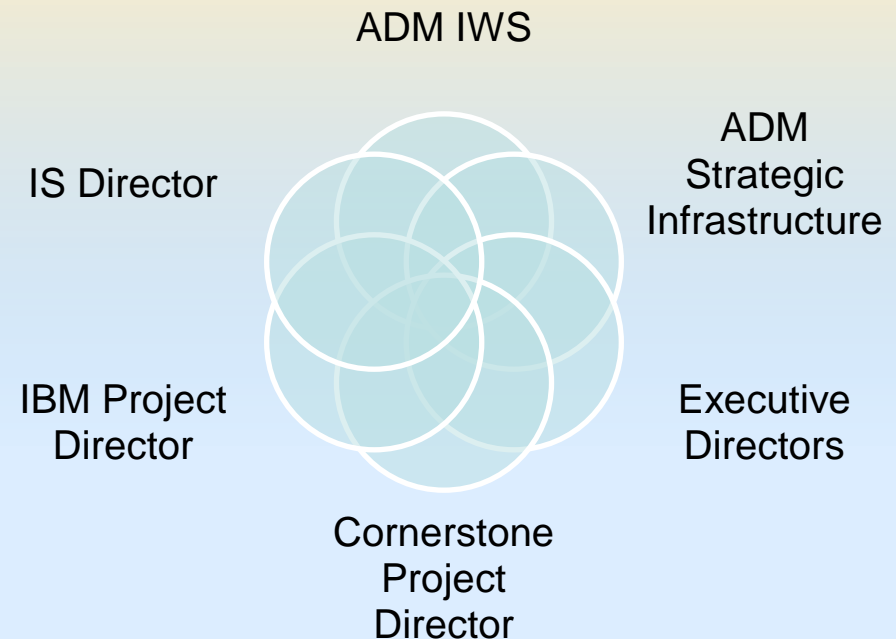 ADM IWS
ADM
Strategic
Infrastructure
Executive
Directors
Cornerstone
Project
Director
IBM Project
Director
IS Director